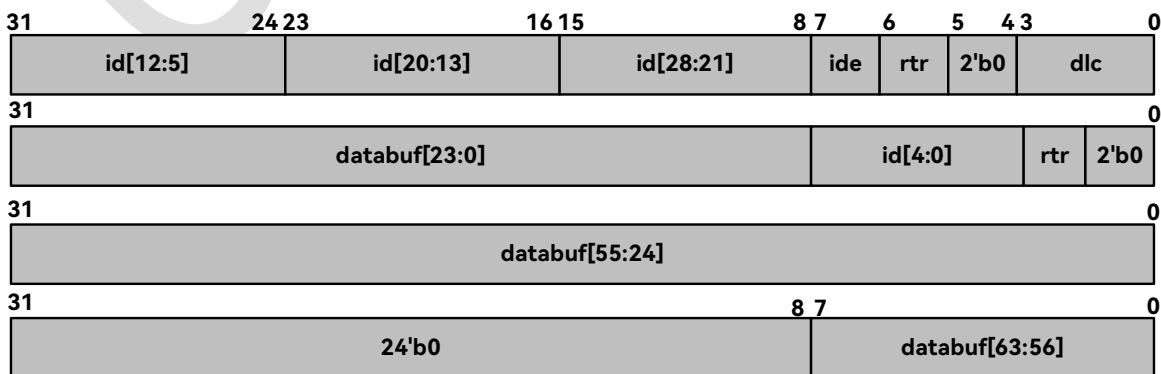 31 24 23 16 15 8 7 6 5 4 3 0
id[12:5] id[20:13] id[28:21] ide rtr 2'b0 dlc
31 0
databuf[23:0] id[4:0] rtr 2'b0
31 0
databuf[55:24]
31 8 7 0
24'b0 databuf[63:56]